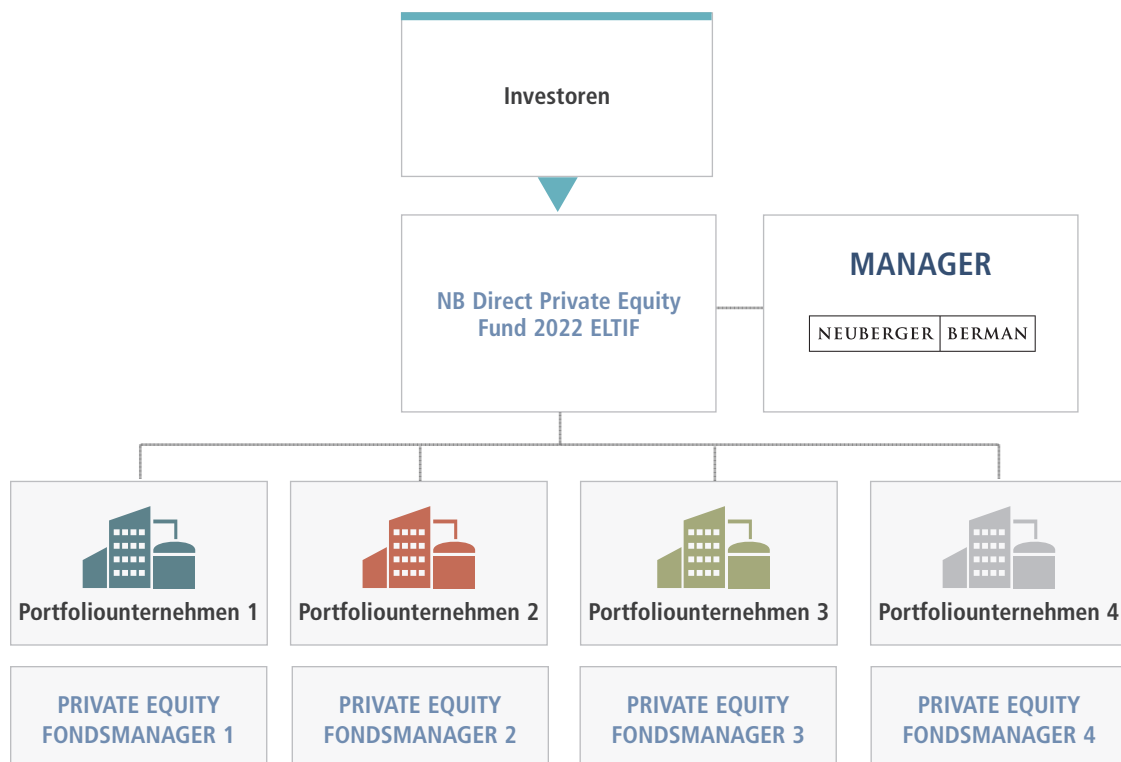 Investoren
NB Direct Private Equity
Fund 2022 ELTIF
MANAGER
NEUBERGER BERMAN
Portfoliounternehmen 1
Portfoliounternehmen 2
Portfoliounternehmen 3
Portfoliounternehmen 4
PRIVATE EQUITY
FONDSMANAGER 1
PRIVATE EQUITY
FONDSMANAGER 2
PRIVATE EQUITY
FONDSMANAGER 3
PRIVATE EQUITY
FONDSMANAGER 4